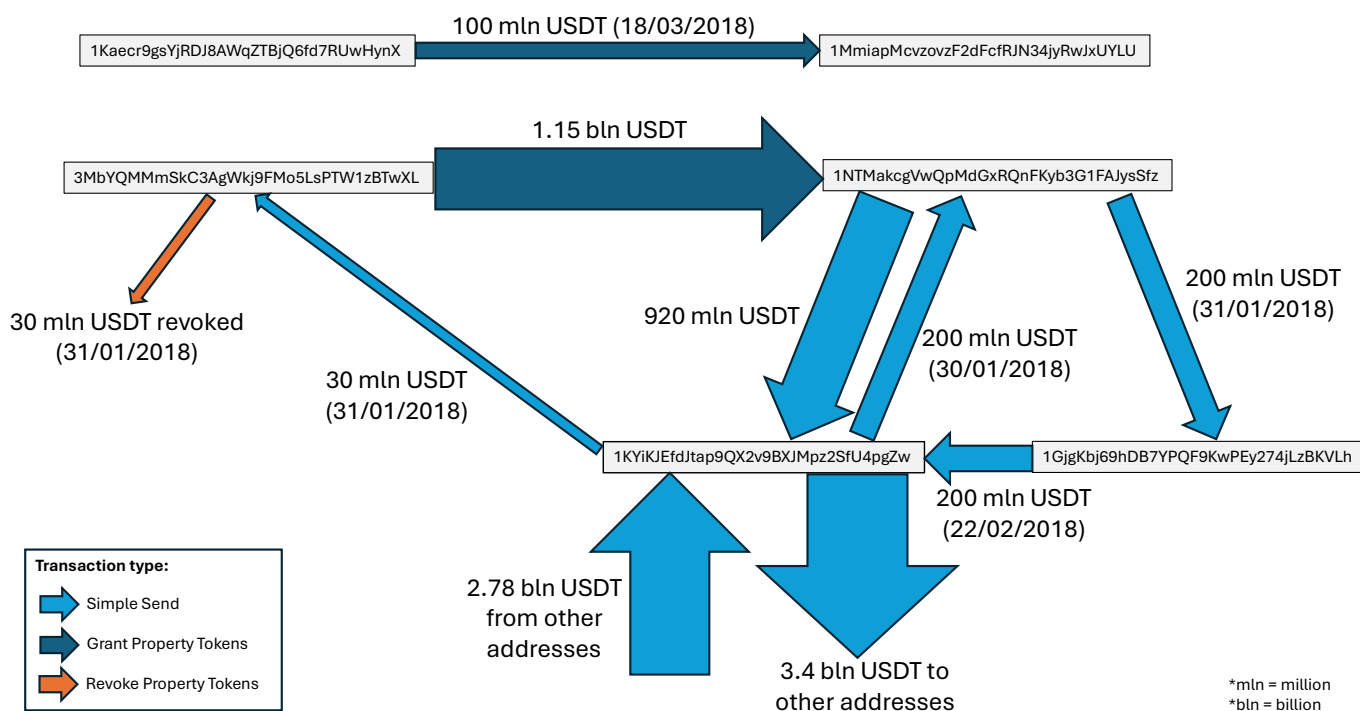 100 mln USDT (18/03/2018)
1Kaecr9gsYjRDJ8AWqZTBjQ6fd7RUwHynX
1MmiapMcvzovzF2dFcfRJN34jyRwJxUYLU
1.15 bln USDT
3MbYQMMmSkC3AgWkj9FMo5LsPTW1zBTwXL
1NTMakcgVwQpMdGxRQnFKyb3G1FAJysSfz
30 mln USDT revoked
(31/01/2018)
30 mln USDT
(31/01/2018)
920 mln USDT
200 mln USDT
(30/01/2018)
200 mln USDT
(31/01/2018)
1KYiKJEfdJtap9QX2v9BXJMpz2SfU4pgZw
1GjgKbj69hDB7YPQF9KwPEy274jLzBKVLh
200 mln USDT
(22/02/2018)
2.78 bln USDT
from other
addresses
3.4 bln USDT to
other addresses
Transaction type:
Simple Send
Grant Property Tokens
Revoke Property Tokens
*mln = million
*bln = billion